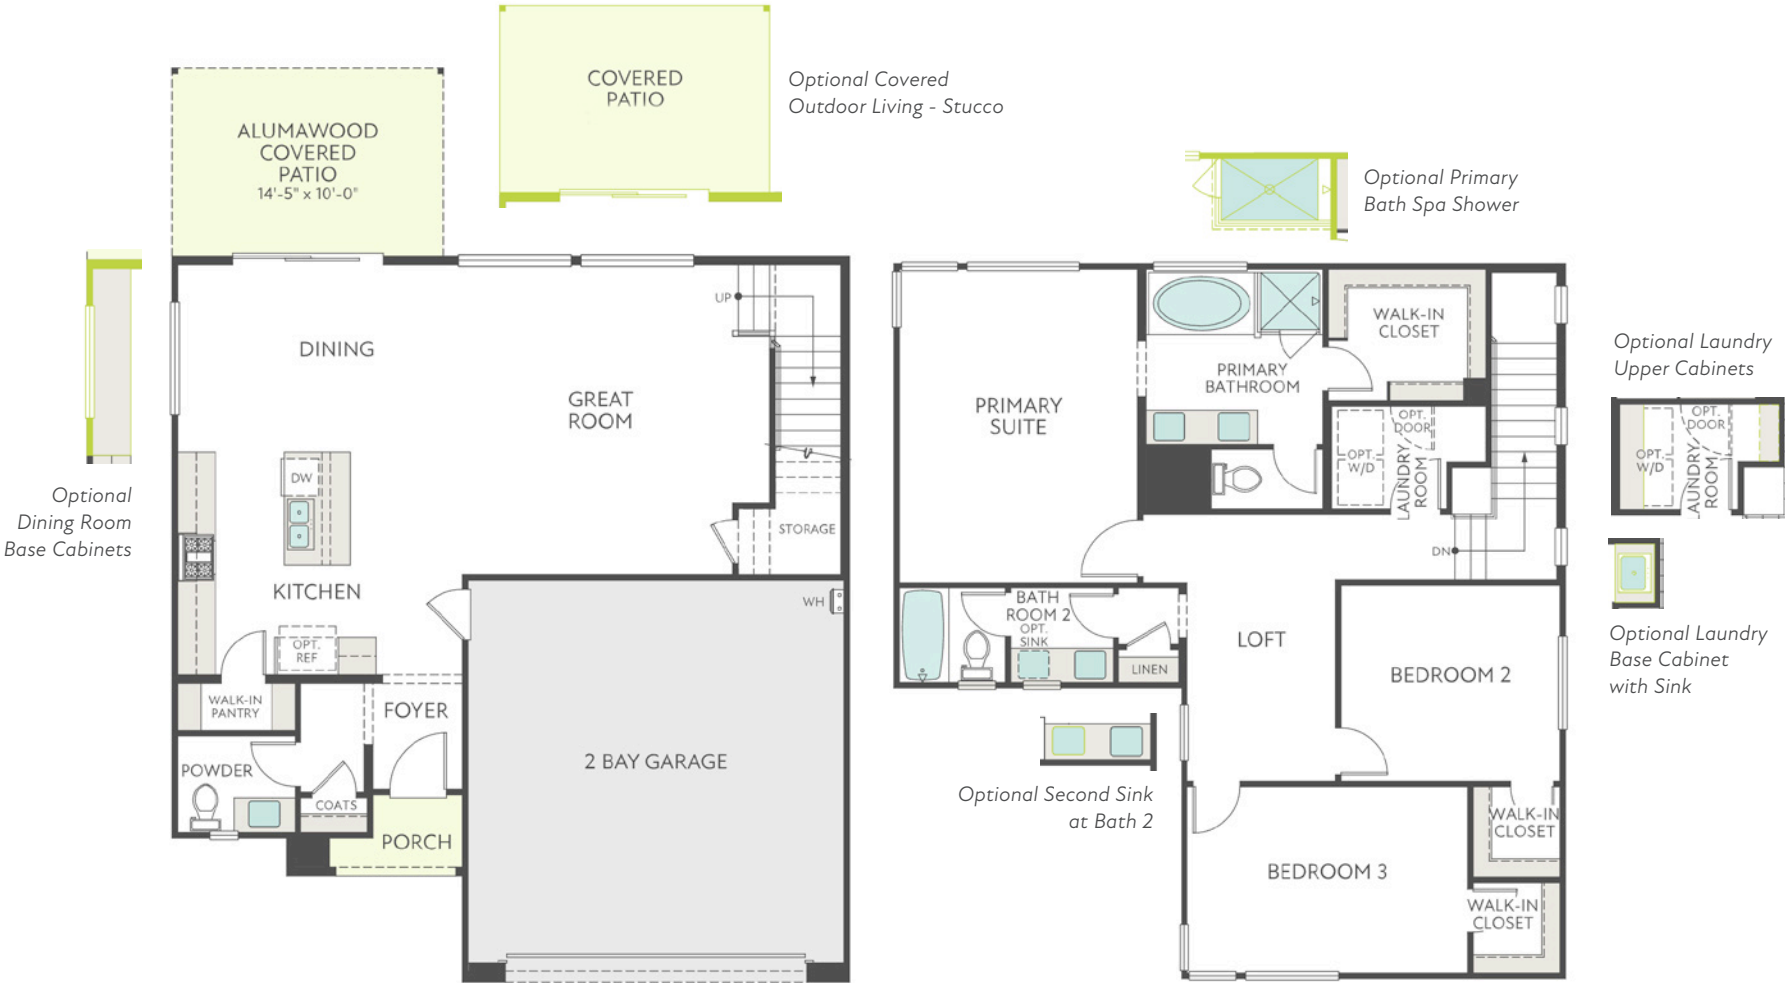 COVERED
PATIO
Optional Covered
Outdoor Living - Stucco
ALUMAWOOD
COVERED
PATIO
14'-5" x 10'-0"
Optional
Dining Room
Base Cabinets
DINING
GREAT
ROOM
UP
STORAGE
DW
KITCHEN
OPT.
REF
WALK-IN
PANTRY
FOYER
POWDER
COATS
PORCH
WH
2 BAY GARAGE
Optional Primary
Bath Spa Shower
PRIMARY
SUITE
PRIMARY
BATHROOM
WALK-IN
CLOSET
OPT.
DOOR
OPT.
W/D
LAUNDRY
ROOM
DN
BATH
ROOM 2
OPT.
SINK
LINEN
LOFT
BEDROOM 2
WALK-IN
CLOSET
BEDROOM 3
WALK-IN
CLOSET
Optional Second Sink
at Bath 2
Optional Laundry
Upper Cabinets
OPT.
DOOR
OPT.
W/D
LAUNDRY
ROOM
Optional Laundry
Base Cabinet
with Sink